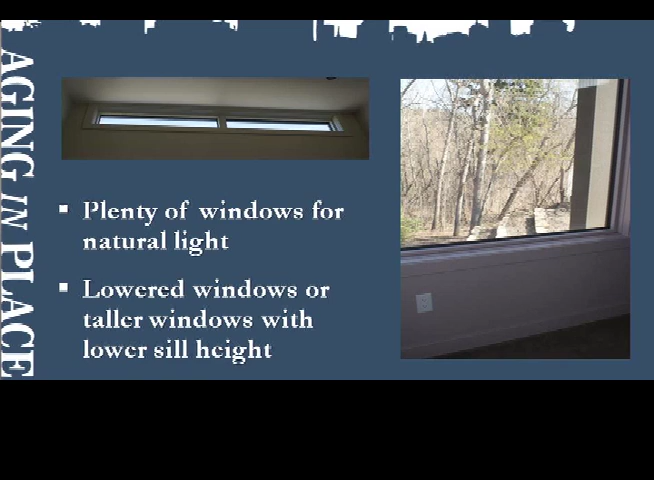 AGING IN PLACE
Plenty of windows for
natural light
Lowered windows or
taller windows with
lower sill height